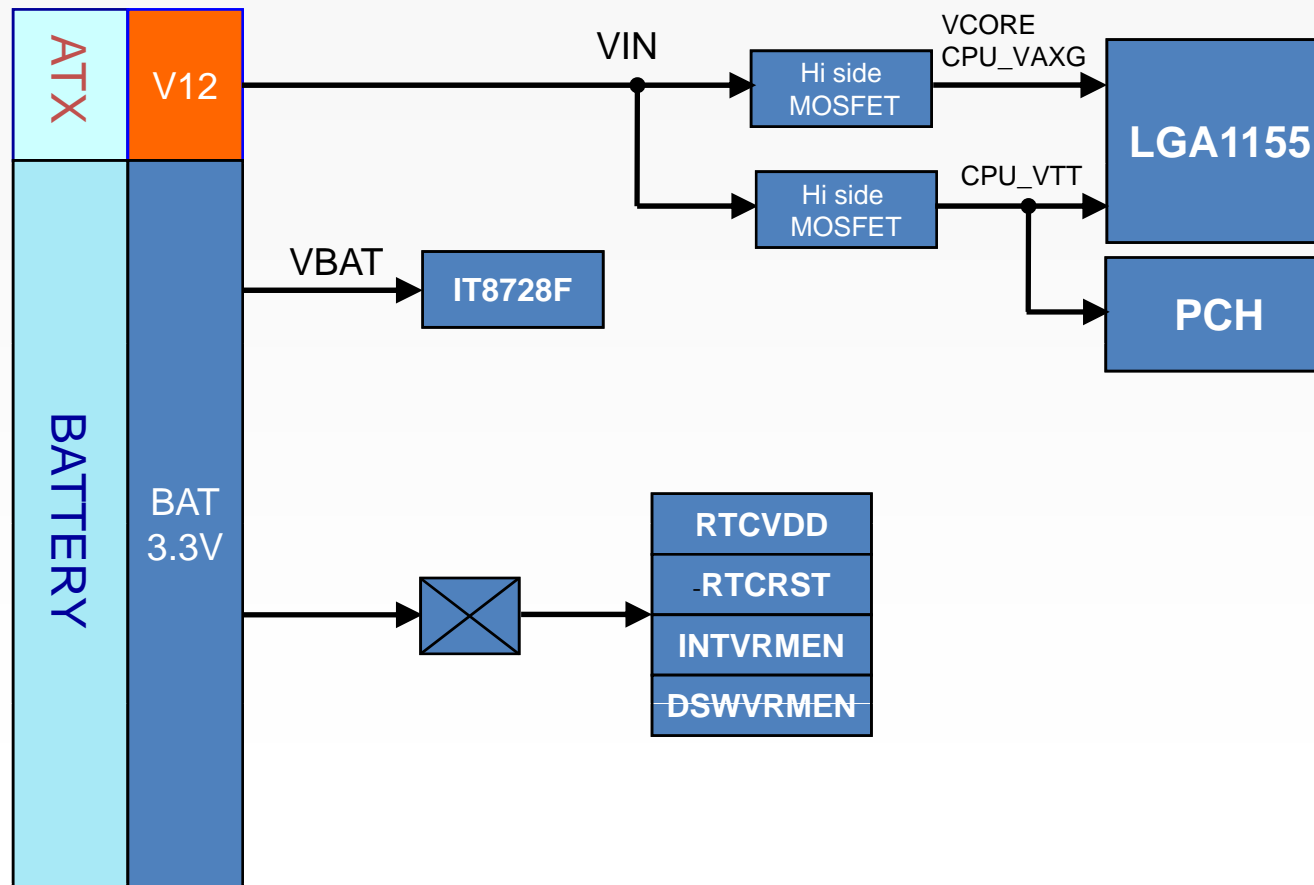 ATX
V12
VIN
VCORE
CPU_VAXG
Hi side
MOSFET
LGA1155
CPU_VTT
Hi side
MOSFET
PCH
VBAT
IT8728F
BATTERY
BAT
3.3V
RTCVDD
-RTCRST
INTVRMEN
DSWVRMEN